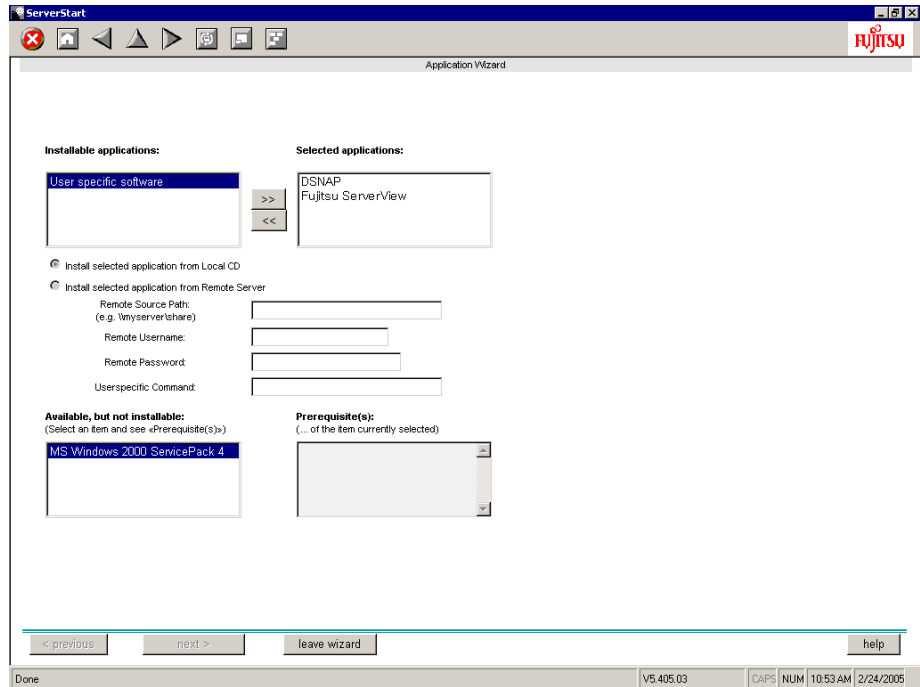 ServerStart
FUJITSU
Application Wizard
Installable applications:
Selected applications:
User specific software
DSNAP
Fujitsu ServerView
>>
<<
Install selected application from Local CD
Install selected application from Remote Server
Remote Source Path:
(e.g. \\myserver\share)
Remote Username:
Remote Password:
Userspecific Command:
Available, but not installable:
(Select an item and see «Prerequisite(s)»)
Prerequisite(s):
(... of the item currently selected)
MS Windows 2000 ServicePack 4
< previous
next >
leave wizard
help
Done
V5.405.03
CAPS
NUM
10:53 AM
2/24/2005